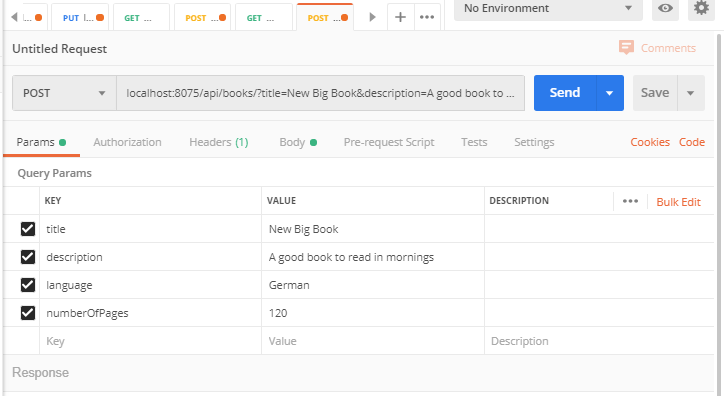 l... PUT l... GET ... POST ... GET ... POST ... + ••• No Environment
Untitled Request Comments
POST localhost:8075/api/books/?title=New Big Book&description=A good book to ... Send Save
Params Authorization Headers (1) Body Pre-request Script Tests Settings Cookies Code
Query Params
KEY VALUE DESCRIPTION ••• Bulk Edit
title New Big Book
description A good book to read in mornings
language German
numberOfPages 120
Key Value Description
Response